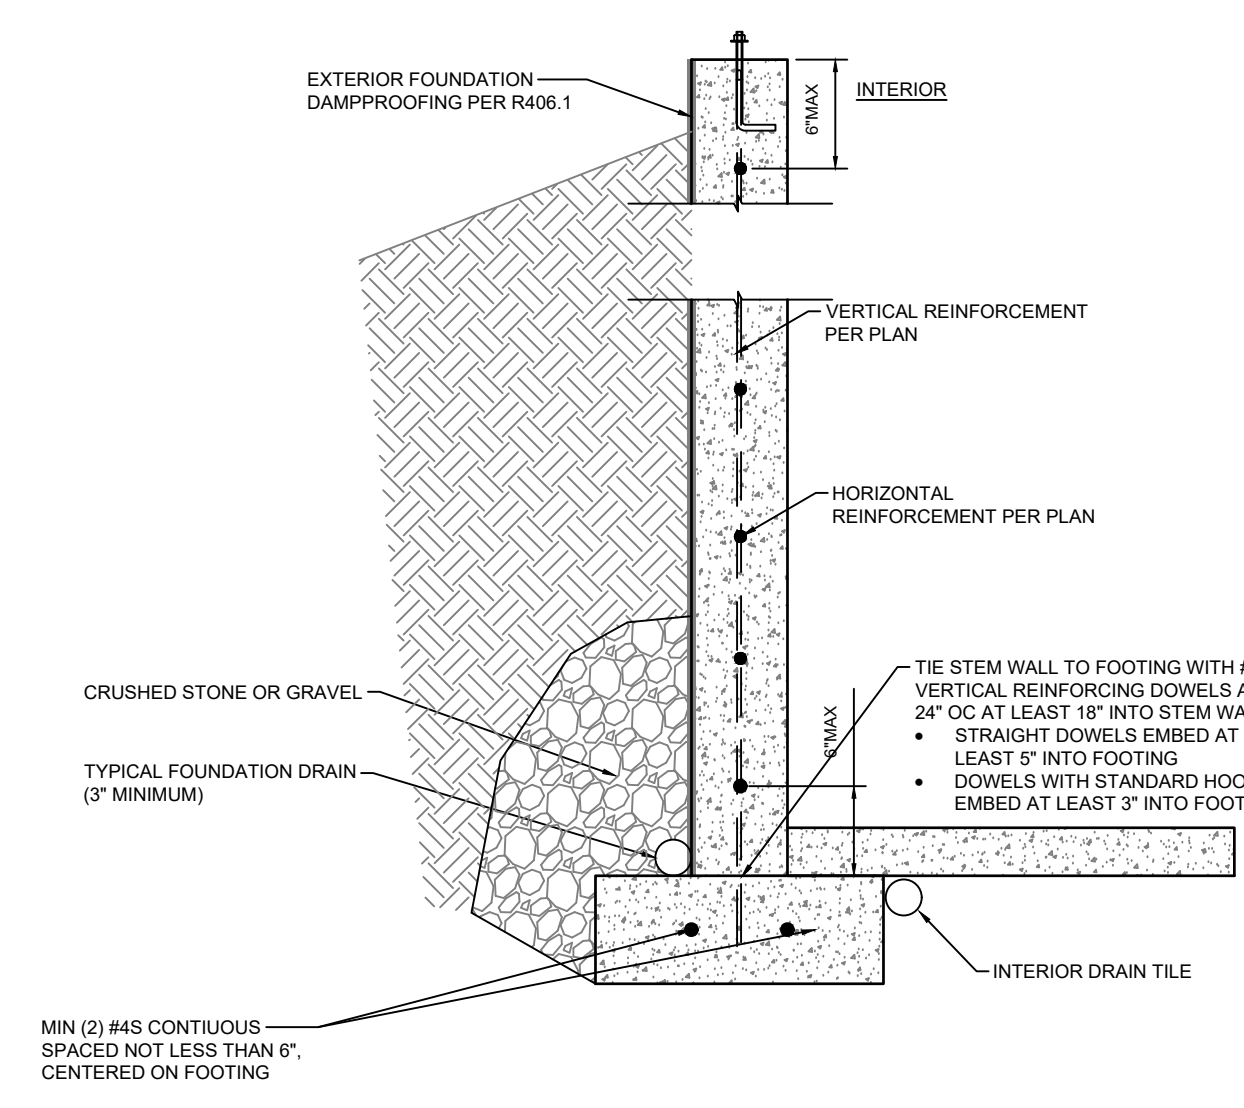 EXTERIOR FOUNDATION
DAMPPROOFING PER R406.1
6"MAX
INTERIOR
VERTICAL REINFORCEMENT
PER PLAN
HORIZONTAL
REINFORCEMENT PER PLAN
TIE STEM WALL TO FOOTING WITH
VERTICAL REINFORCING DOWELS
24" OC AT LEAST 18" INTO STEM
• STRAIGHT DOWELS EMBED AT
LEAST 5" INTO FOOTING
• DOWELS WITH STANDARD
EMBED AT LEAST 3" INTO
6"MAX
CRUSHED STONE OR GRAVEL
TYPICAL FOUNDATION DRAIN
(3" MINIMUM)
INTERIOR DRAIN TILE
MIN (2) #4S CONTIUOUS
SPACED NOT LESS THAN 6",
CENTERED ON FOOTING